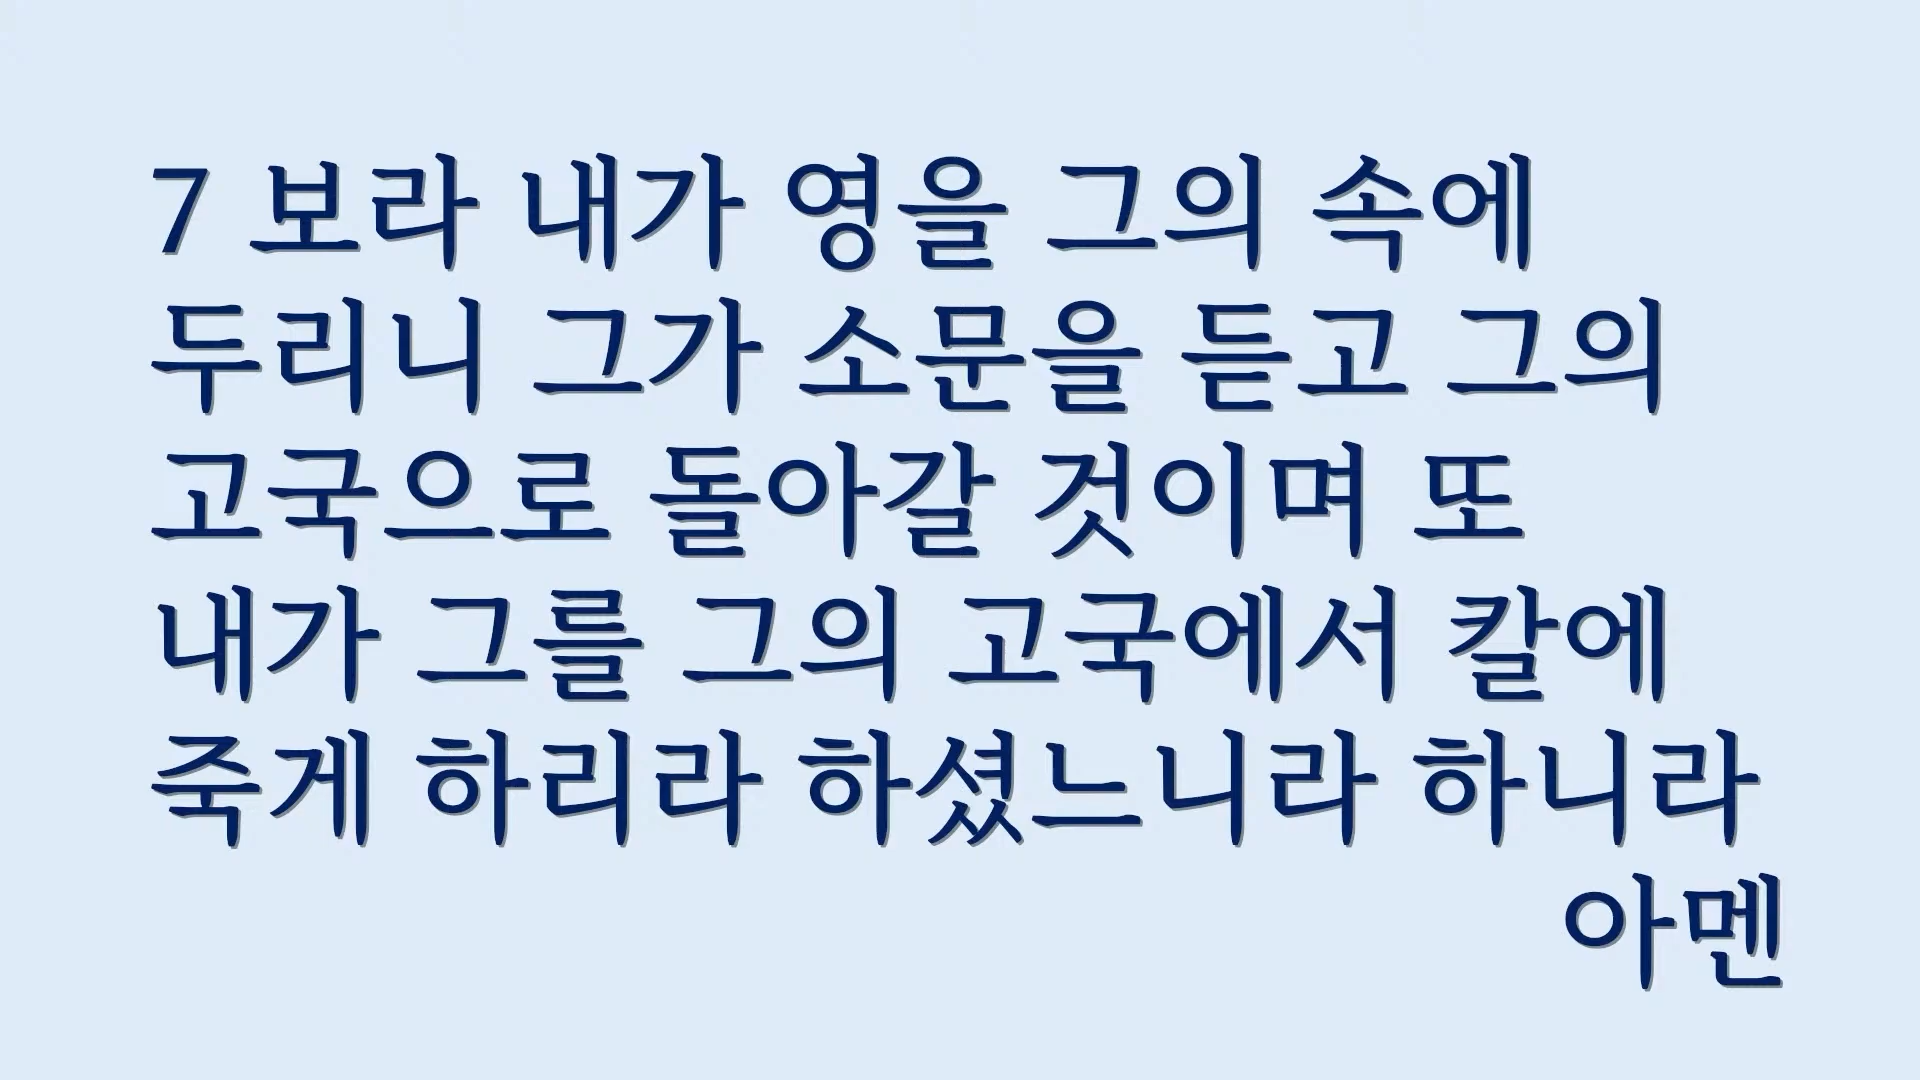 7 보라 내가 영을 그의 속에
두리니 그가 소문을 듣고 그의
고국으로 돌아갈 것이며 또
내가 그를 그의 고국에서 칼에
죽게 하리라 하셨느니라 하니라
아멘